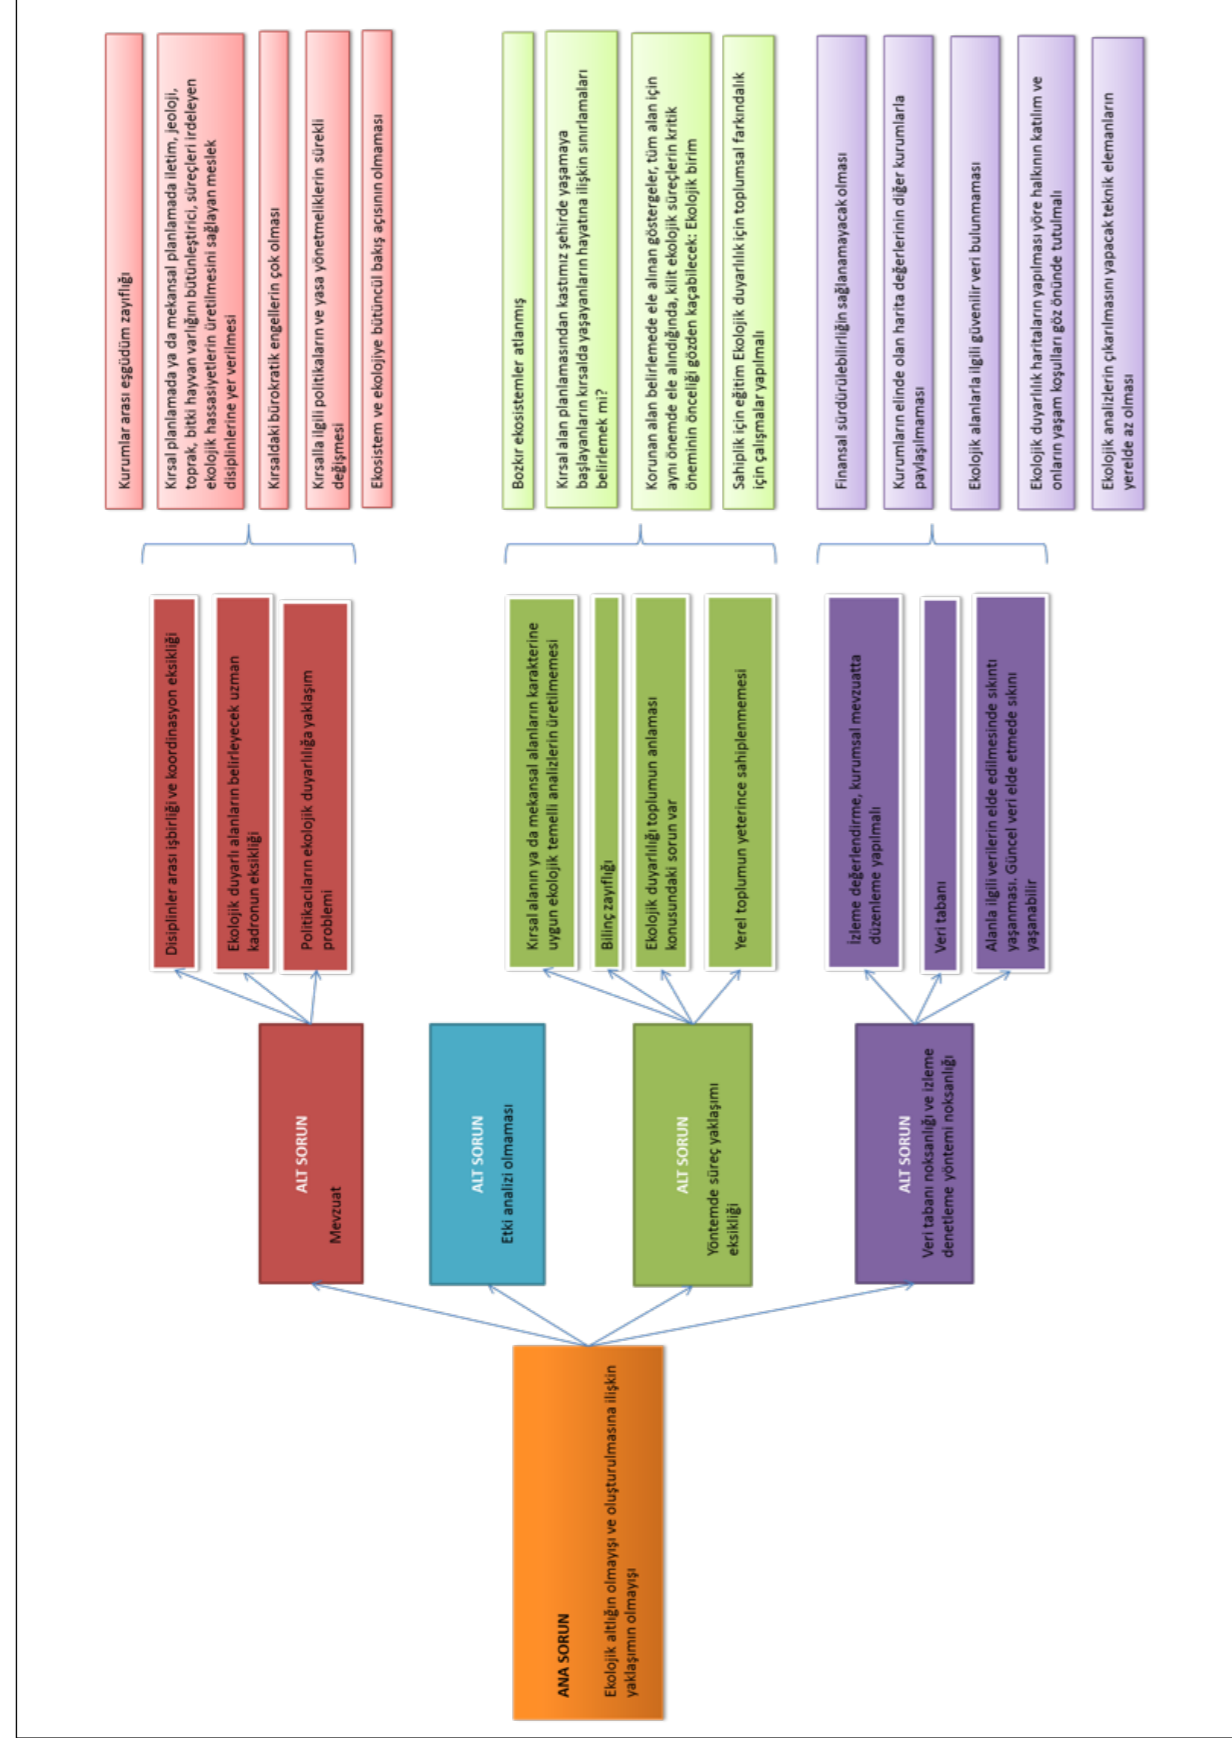 ANA SORUN
Ekolojik altlığın olmayışı ve oluşturulmasına ilişkin
yaklaşımın olmayışı
ALT SORUN
Mevzuat
Disiplinler arası işbirliği ve koordinasyon eksikliği
Ekolojik duyarlı alanların belirleyecek uzman
kadronun eksikliği
Politikacıların ekolojik duyarlılığa yaklaşım
problemi
Kurumlar arası eşgüdüm zayıflığı
Kırsal planlamada ya da mekansal planlamada iletim, jeoloji,
toprak, bitki hayvan varlığını bütünleştirici, süreçleri irdeleyen
ekolojik hassasiyetlerin üretilmesini sağlayan meslek
disiplinlerine yer verilmesi
Kırsaldaki bürokratik engellerin çok olması
Kırsalla ilgili politikaların ve yasa yönetmeliklerin sürekli
değişmesi
Ekosistem ve ekolojiye bütüncül bakış açısının olmaması
ALT SORUN
Etki analizi olmaması
ALT SORUN
Yöntemde süreç yaklaşımı
eksikliği
Kırsal alanın ya da mekansal alanların karakterine
uygun ekolojik temelli analizlerin üretilmemesi
Bilinç zayıflığı
Ekolojik duyarlılığı toplumun anlaması
konusundaki sorun var
Yerel toplumun yeterince sahiplenmemesi
Bozkır ekosistemler atlanmış
Kırsal alan planlamasından kastımız şehirde yaşamaya
başlayanların kırsalda yaşayanların hayatına ilişkin sınırlamaları
belirlemek mi?
Korunan alan belirlemede ele alınan göstergeler, tüm alan için
aynı önemde ele alındığında, kilit ekolojik süreçlerin kritik
öneminin önceliği gözden kaçabilecek: Ekolojik birim
Sahiplik için eğitim Ekolojik duyarlılık için toplumsal farkındalık
için çalışmalar yapılmalı
ALT SORUN
Veri tabanı noksanlığı ve izleme
denetleme yöntemi noksanlığı
İzleme değerlendirme, kurumsal mevzuatta
düzenleme yapılmalı
Veri tabanı
Alanla ilgili verilerin elde edilmesinde sıkıntı
yaşanması. Güncel veri elde etmede sıkını
yaşanabilir
Finansal sürdürülebilirliğin sağlanamayacak olması
Kurumların elinde olan harita değerlerinin diğer kurumlarla
paylaşılmaması
Ekolojik alanlarla ilgili güvenilir veri bulunmaması
Ekolojik duyarlılık haritaların yapılması yöre halkının katılım ve
onların yaşam koşulları göz önünde tutulmalı
Ekolojik analizlerin çıkarılmasını yapacak teknik elemanların
yerelde az olması